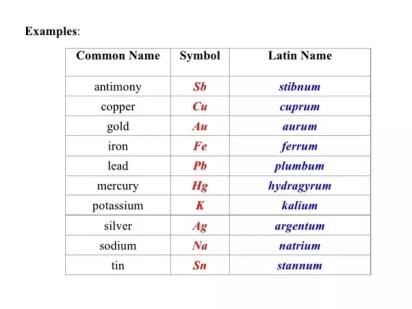 Examples:
Common Name Symbol Latin Name
antimony Sb stibnum
copper Cu cuprum
gold Au aurum
iron Fe ferrum
lead Pb plumbum
mercury Hg hydragyrum
potassium K kalium
silver Ag argentum
sodium Na natrium
tin Sn stannum